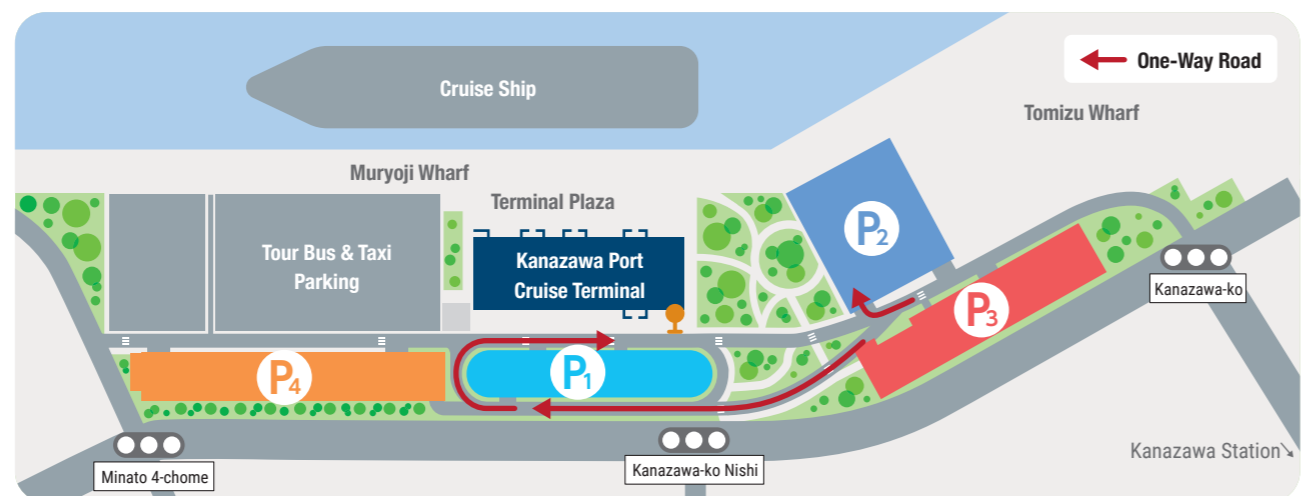 One-Way Road
Cruise Ship
Tomizu Wharf
Muryoji Wharf
Terminal Plaza
Tour Bus & Taxi
Parking
Kanazawa Port
Cruise Terminal
P2
P3
Kanazawa-ko
P4
P1
Kanazawa Station
Minato 4-chome
Kanazawa-ko Nishi